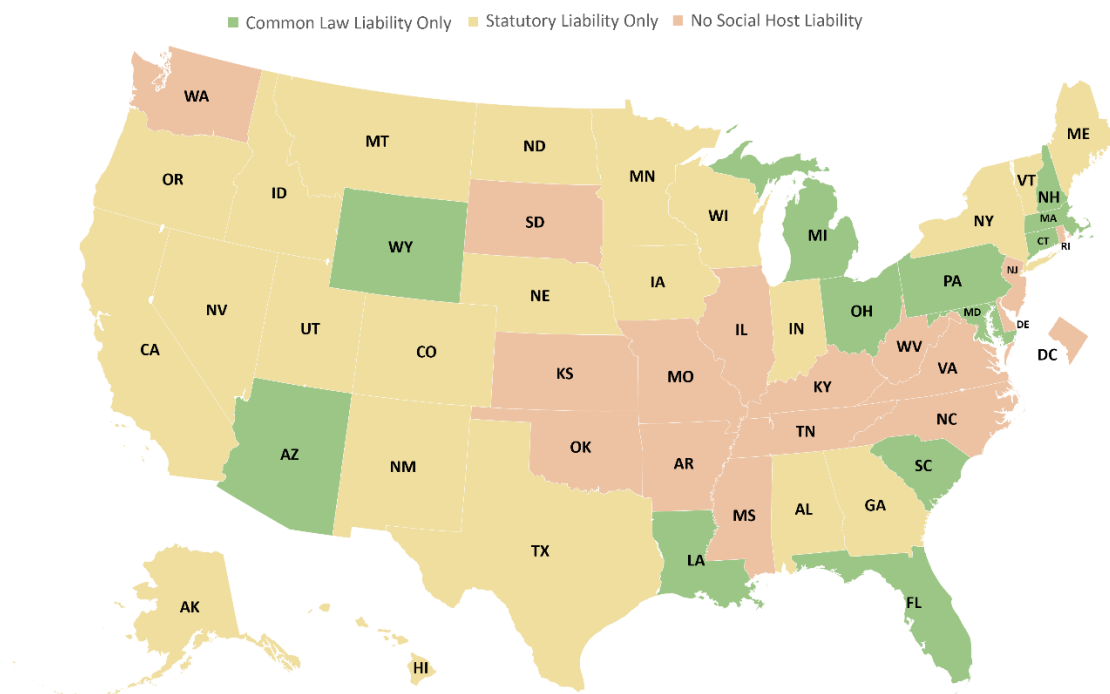 Common Law Liability Only Statutory Liability Only No Social Host Liability
WA
ME
MT
ND
VT
OR
MN
NH
ID
WI
NY
MA
SD
MI
CT
RI
WY
NJ
IA
PA
NE
OH
MD
NV
IL
IN
DE
UT
WV
CA
CO
DC
VA
KS
MO
KY
NC
TN
OK
AZ
AR
SC
NM
GA
MS
AL
TX
LA
FL
AK
HI